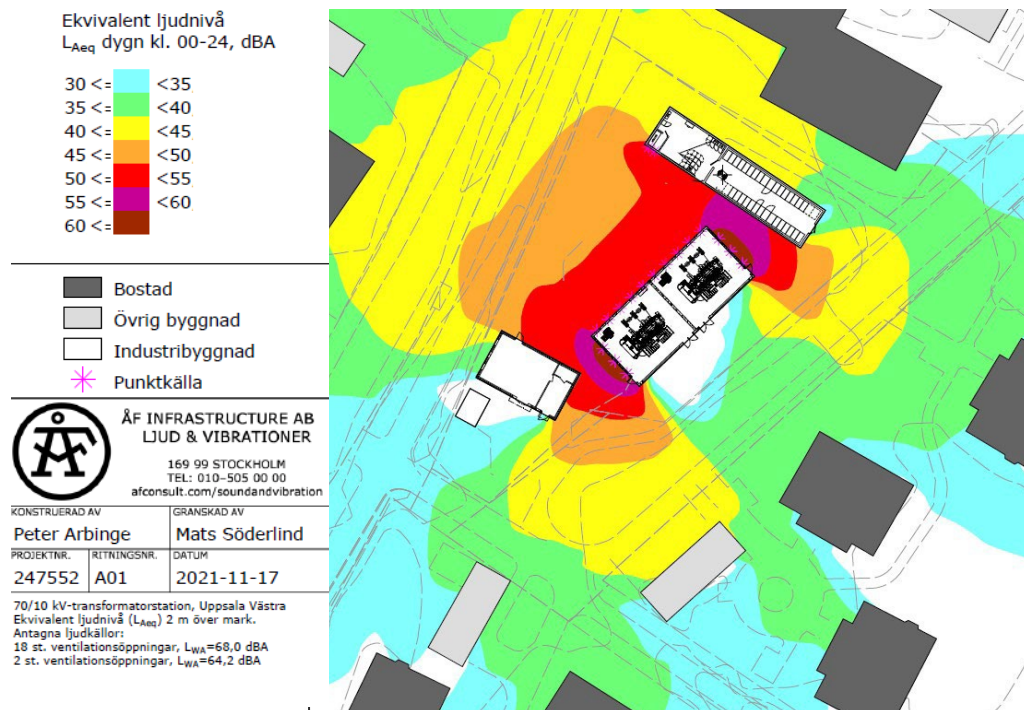 Ekvivalent ljudnivå
LAeq dygn kl. 00-24, dBA
30 <= <35
35 <= <40
40 <= <45
45 <= <50
50 <= <55
55 <= <60
60 <=
Bostad
Övrig byggnad
Industribyggnad
Punktkälla
ÅF
ÅF INFRASTRUCTURE AB
LJUD & VIBRATIONER
169 99 STOCKHOLM
TEL: 010-505 00 00
afconsult.com/soundandvibration
KONSTRUERAD AV
Peter Arbinge
GRANSKAD AV
Mats Söderlind
PROJEKTNR.
247552
RITNINGSNR.
A01
DATUM
2021-11-17
70/10 kV-transformatorstation, Uppsala Västra
Ekvivalent ljudnivå (LAeq) 2 m över mark.
Antagna ljudkällor:
18 st. ventilationsöppningar, LWA=68,0 dBA
2 st. ventilationsöppningar, LWA=64,2 dBA